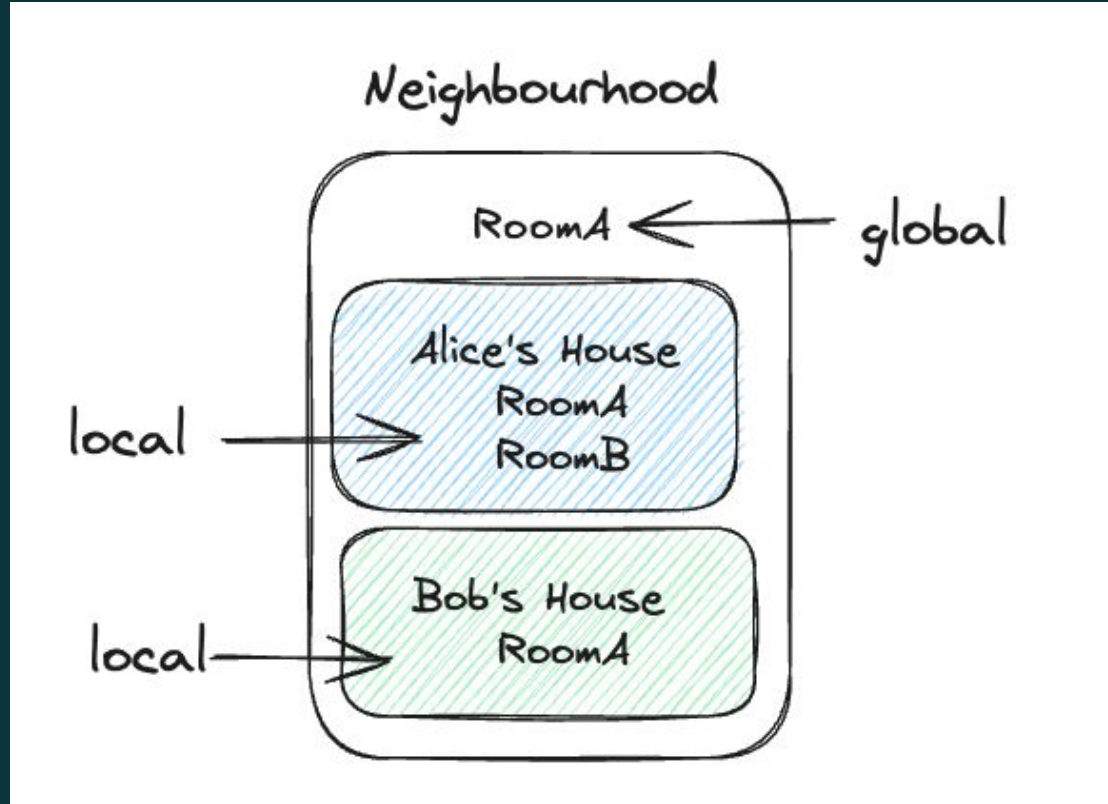 Neighbourhood
RoomA
global
Alice's House
RoomA
local
RoomB
Bob's House
RoomA
local